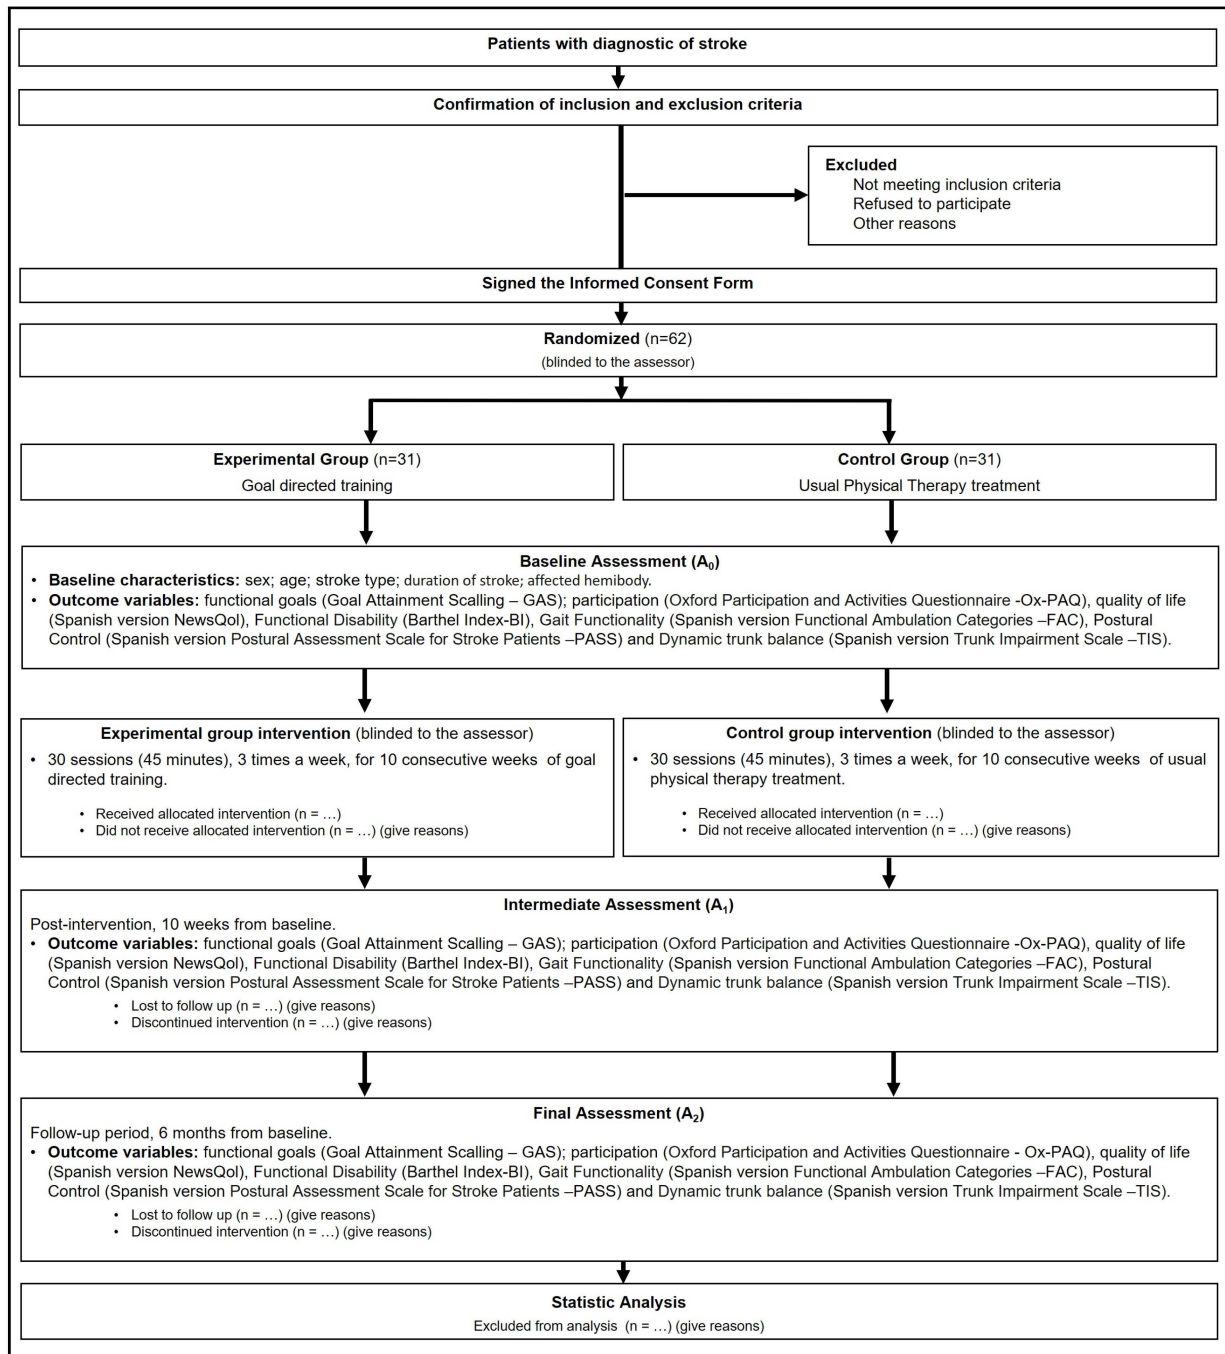 Patients with diagnostic of stroke
Confirmation of inclusion and exclusion criteria
Excluded
Not meeting inclusion criteria
Refused to participate
Other reasons
Signed the Informed Consent Form
Randomized (n=62)
(blinded to the assessor)
Experimental Group (n=31)
Goal directed training
Control Group (n=31)
Usual Physical Therapy treatment
Baseline Assessment (A₀)
• Baseline characteristics: sex; age; stroke type; duration of stroke; affected hemibody.
• Outcome variables: functional goals (Goal Attainment Scalling – GAS); participation (Oxford Participation and Activities Questionnaire -Ox-PAQ), quality of life
(Spanish version NewsQol), Functional Disability (Barthel Index-BI), Gait Functionality (Spanish version Functional Ambulation Categories –FAC), Postural
Control (Spanish version Postural Assessment Scale for Stroke Patients –PASS) and Dynamic trunk balance (Spanish version Trunk Impairment Scale –TIS).
Experimental group intervention (blinded to the assessor)
• 30 sessions (45 minutes), 3 times a week, for 10 consecutive weeks of goal
directed training.
• Received allocated intervention (n = …)
• Did not receive allocated intervention (n = …) (give reasons)
Control group intervention (blinded to the assessor)
• 30 sessions (45 minutes), 3 times a week, for 10 consecutive weeks of usual
physical therapy treatment.
• Received allocated intervention (n = …)
• Did not receive allocated intervention (n = …) (give reasons)
Intermediate Assessment (A₁)
Post-intervention, 10 weeks from baseline.
• Outcome variables: functional goals (Goal Attainment Scalling – GAS); participation (Oxford Participation and Activities Questionnaire -Ox-PAQ), quality of life
(Spanish version NewsQol), Functional Disability (Barthel Index-BI), Gait Functionality (Spanish version Functional Ambulation Categories –FAC), Postural
Control (Spanish version Postural Assessment Scale for Stroke Patients –PASS) and Dynamic trunk balance (Spanish version Trunk Impairment Scale –TIS).
• Lost to follow up (n = …) (give reasons)
• Discontinued intervention (n = …) (give reasons)
Final Assessment (A₂)
Follow-up period, 6 months from baseline.
• Outcome variables: functional goals (Goal Attainment Scalling – GAS); participation (Oxford Participation and Activities Questionnaire - Ox-PAQ), quality of life
(Spanish version NewsQol), Functional Disability (Barthel Index-BI), Gait Functionality (Spanish version Functional Ambulation Categories –FAC), Postural
Control (Spanish version Postural Assessment Scale for Stroke Patients –PASS) and Dynamic trunk balance (Spanish version Trunk Impairment Scale –TIS).
• Lost to follow up (n = …) (give reasons)
• Discontinued intervention (n = …) (give reasons)
Statistic Analysis
Excluded from analysis (n = …) (give reasons)